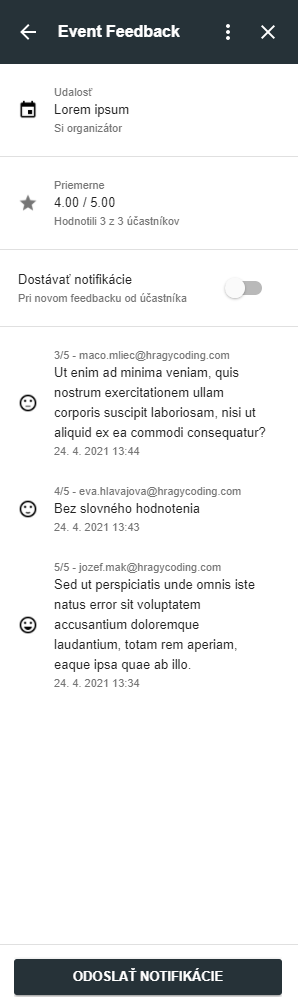 Event Feedback
Udalosť
Lorem ipsum
Si organizátor
Priemerne
4.00 / 5.00
Hodnotili 3 z 3 účastníkov
Dostávať notifikácie
Pri novom feedbacku od účastníka
3/5 - maco.mliec@hragycoding.com
Ut enim ad minima veniam, quis
nostrum exercitationem ullam
corporis suscipit laboriosam, nisi ut
aliquid ex ea commodi consequatur?
24. 4. 2021 13:44
4/5 - eva.hlavajova@hragycoding.com
Bez slovného hodnotenia
24. 4. 2021 13:43
5/5 - jozef.mak@hragycoding.com
Sed ut perspiciatis unde omnis iste
natus error sit voluptatem
accusantium doloremque
laudantium, totam rem aperiam,
eaque ipsa quae ab illo.
24. 4. 2021 13:34
ODOSLAŤ NOTIFIKÁCIE